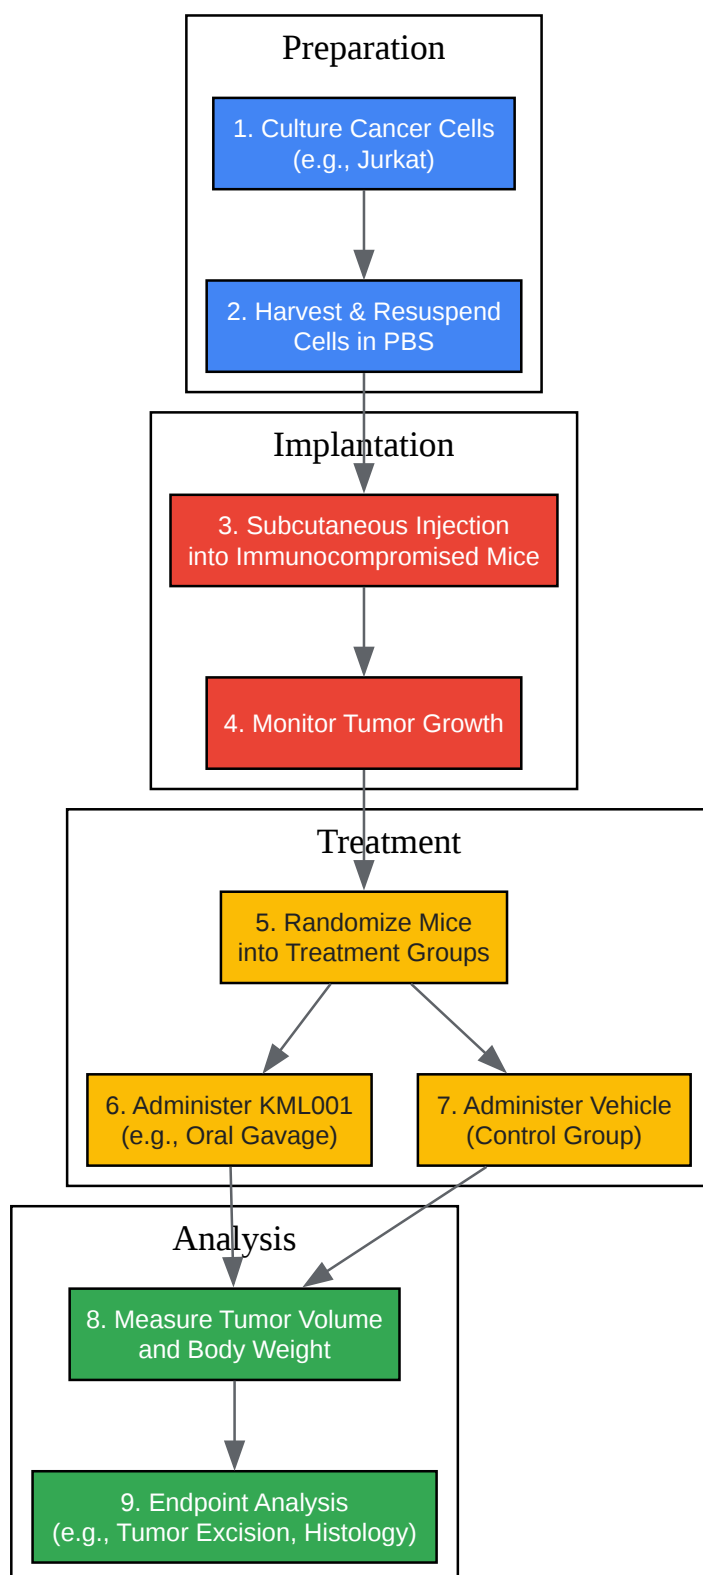 Preparation
1. Culture Cancer Cells
(e.g., Jurkat)
2. Harvest & Resuspend
Cells in PBS
Implantation
3. Subcutaneous Injection
into Immunocompromised Mice
4. Monitor Tumor Growth
Treatment
5. Randomize Mice
into Treatment Groups
6. Administer KML001
(e.g., Oral Gavage)
7. Administer Vehicle
(Control Group)
Analysis
8. Measure Tumor Volume
and Body Weight
9. Endpoint Analysis
(e.g., Tumor Excision, Histology)